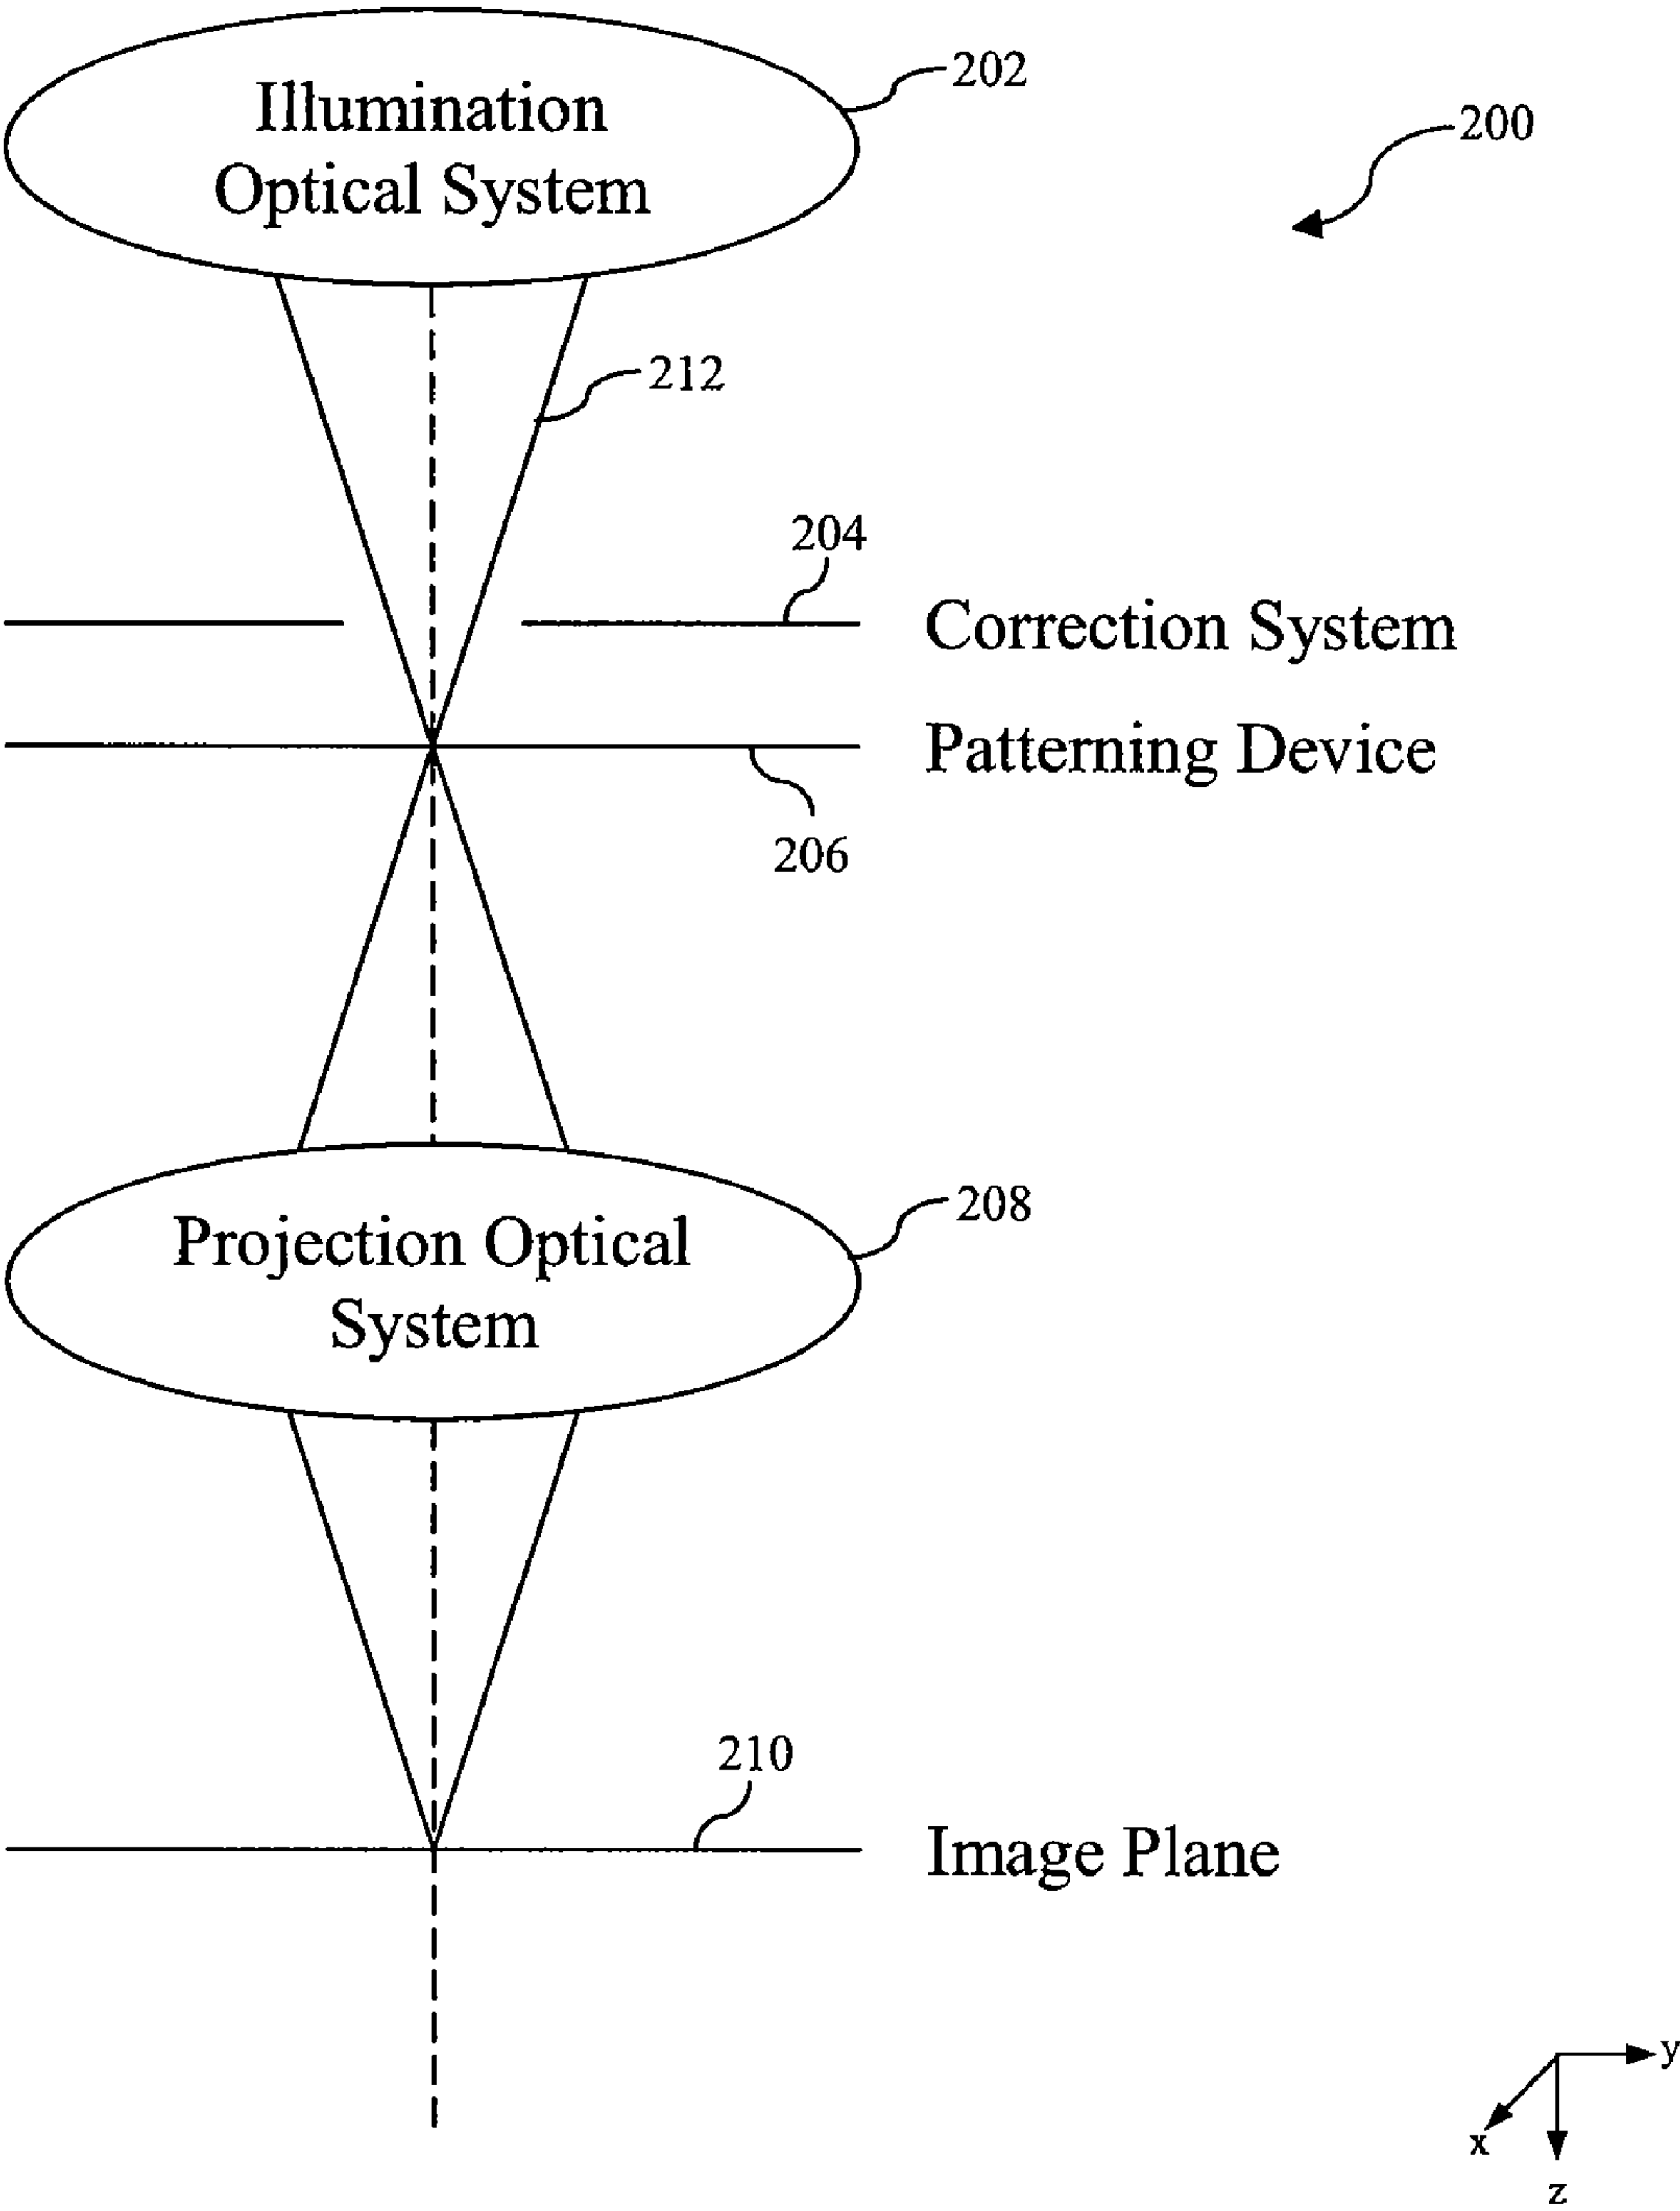 Illumination
Optical System
202
200
212
204
Correction System
Patterning Device
206
Projection Optical
System
208
210
Image Plane
y
x
z